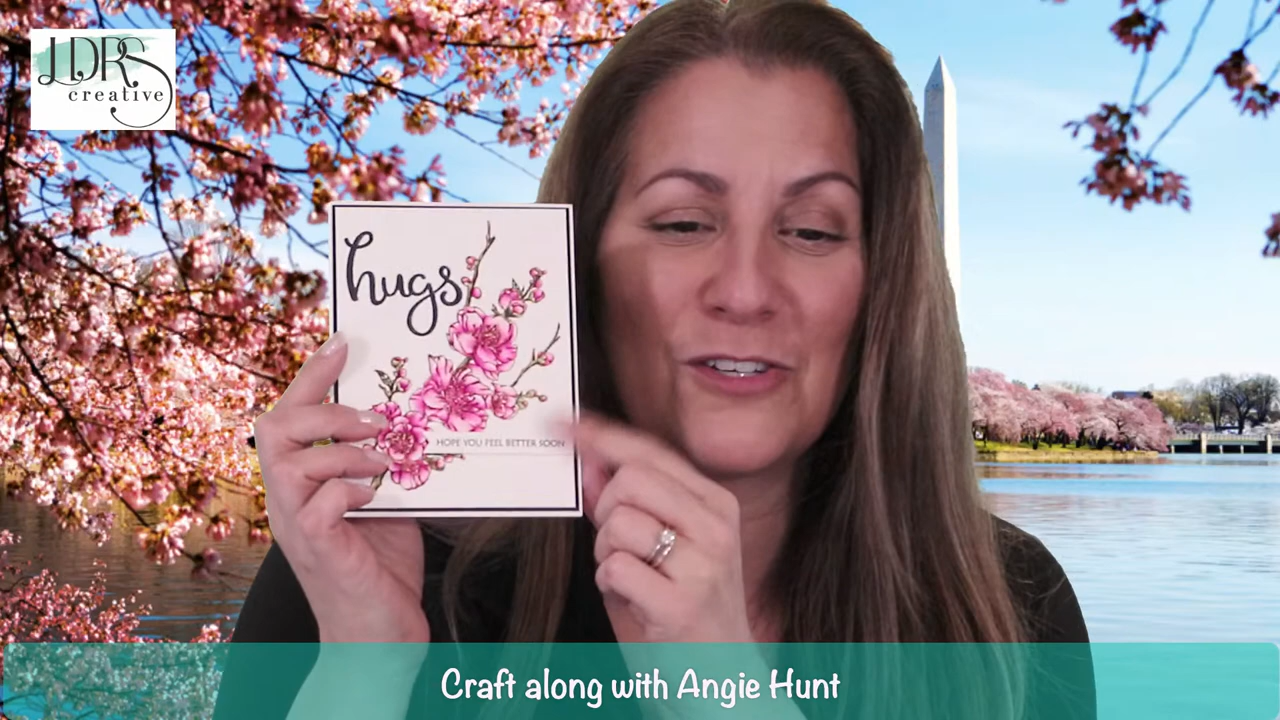 LDRS
creative
hugs
HOPE YOU FEEL BETTER SOON
Craft along with Angie Hunt